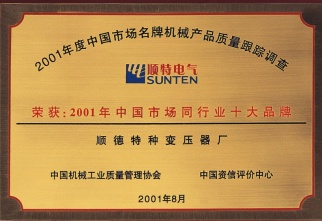 2001年度中国市场名牌机械产品质量跟踪调查
顺特电气
SUNTEN
荣获:2001年中国市场同行业十大品牌
顺德特种变压器厂
中国机械工业质量管理协会 中国资信评价中心
2001年8月